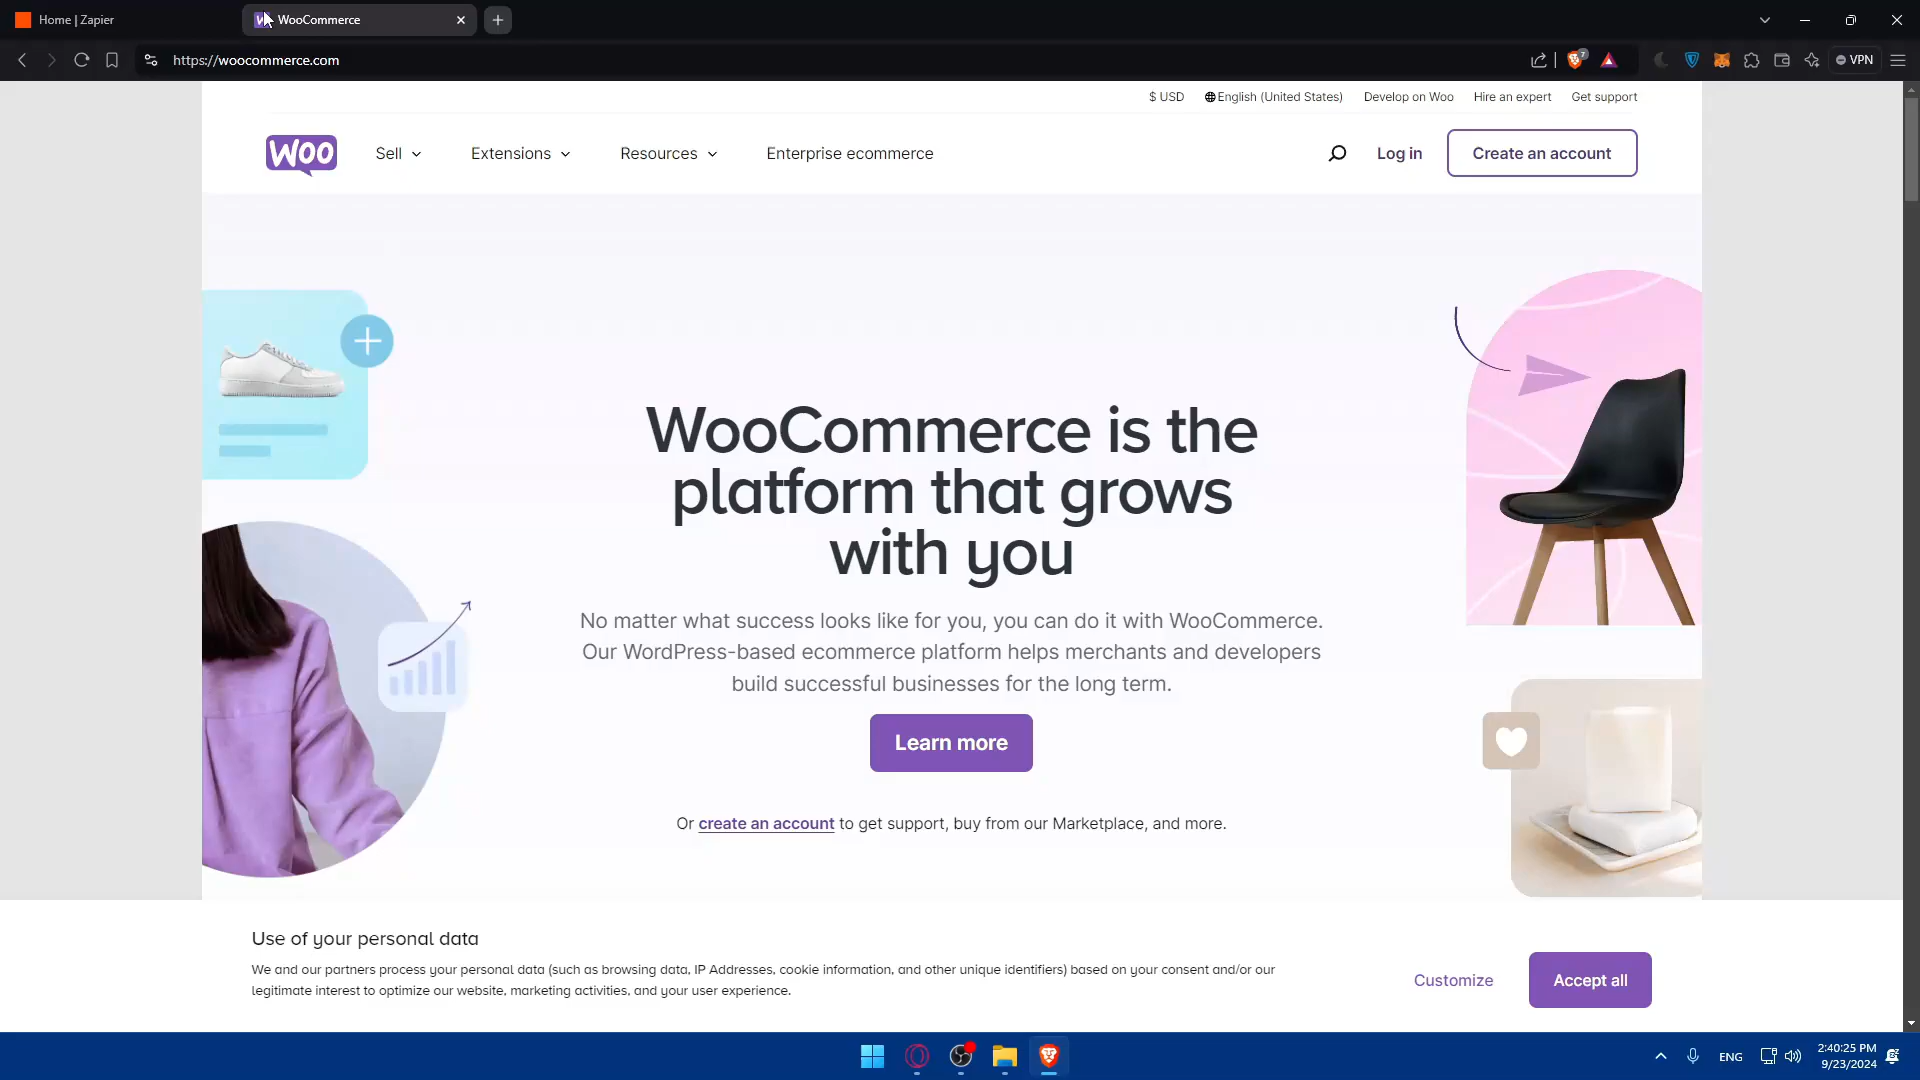 Home | Zapier
WooCommerce
https://woocommerce.com
7
VPN
$ USD
English (United States)
Develop on Woo
Hire an expert
Get support
WOO
Sell
Extensions
Resources
Enterprise ecommerce
Log in
Create an account
WooCommerce is the
platform that grows
with you
No matter what success looks like for you, you can do it with WooCommerce.
Our WordPress-based ecommerce platform helps merchants and developers
build successful businesses for the long term.
Learn more
Or create an account to get support, buy from our Marketplace, and more.
Use of your personal data
We and our partners process your personal data (such as browsing data, IP Addresses, cookie information, and other unique identifiers) based on your consent and/or our
legitimate interest to optimize our website, marketing activities, and your user experience.
Customize
Accept all
ENG
2:40:25 PM
9/23/2024